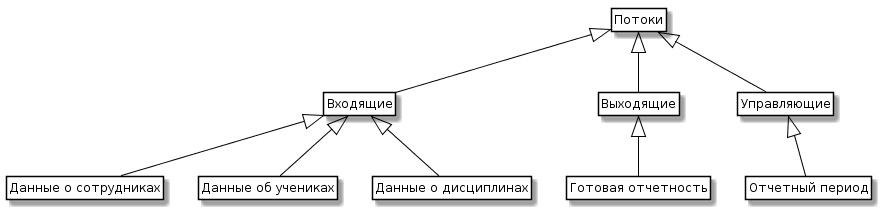 Потоки
Входящие
Выходящие
Управляющие
Данные о сотрудниках
Данные об учениках
Данные о дисциплинах
Готовая отчетность
Отчетный период